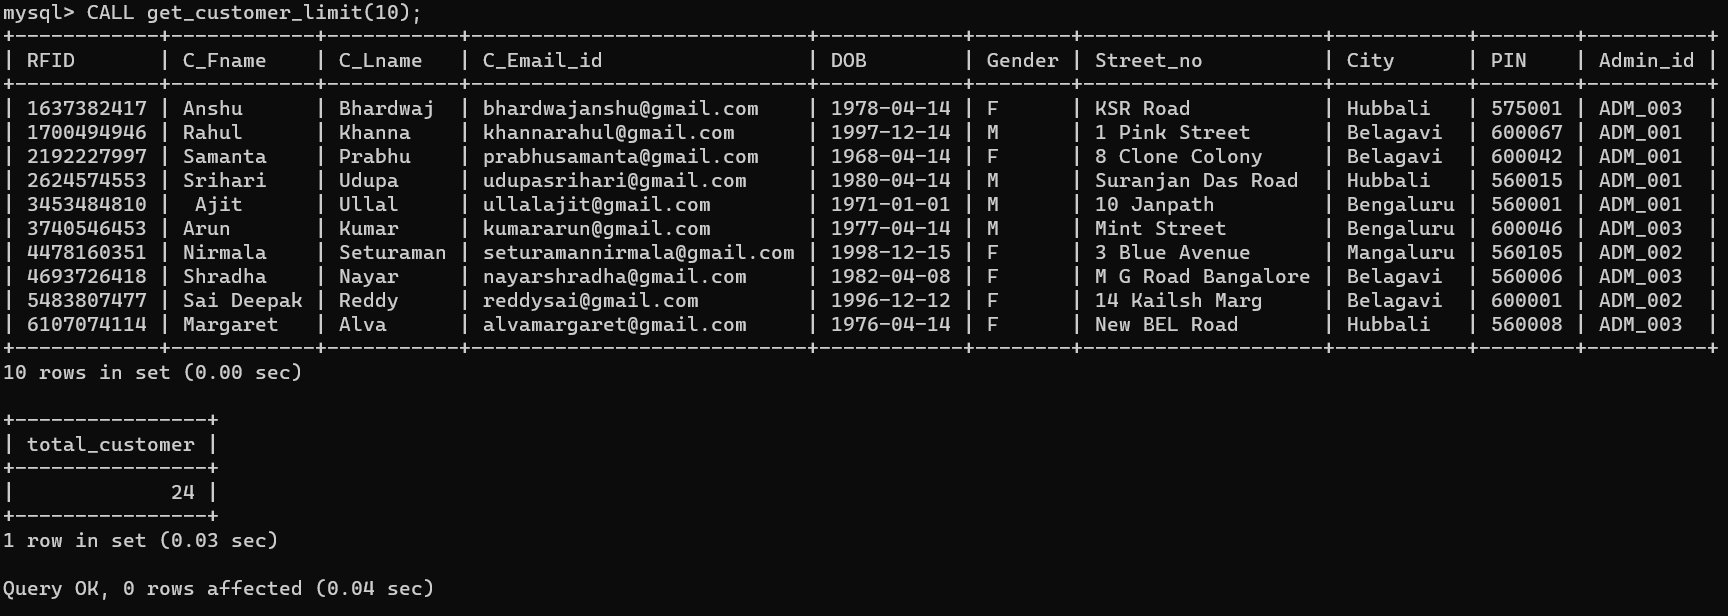 mysql> CALL get_customer_limit(10);
+------------+------------+-----------+----------------------------+------------+--------+--------------------+-----------+--------+----------+
| RFID       | C_Fname    | C_Lname   | C_Email_id                 | DOB        | Gender | Street_no          | City      | PIN    | Admin_id |
+------------+------------+-----------+----------------------------+------------+--------+--------------------+-----------+--------+----------+
| 1637382417 | Anshu      | Bhardwaj  | bhardwajanshu@gmail.com    | 1978-04-14 | F      | KSR Road           | Hubbali   | 575001 | ADM_003  |
| 1700494946 | Rahul      | Khanna    | khannarahul@gmail.com      | 1997-12-14 | M      | 1 Pink Street      | Belagavi  | 600067 | ADM_001  |
| 2192227997 | Samanta    | Prabhu    | prabhusamanta@gmail.com    | 1968-04-14 | F      | 8 Clone Colony     | Belagavi  | 600042 | ADM_001  |
| 2624574553 | Srihari    | Udupa     | udupasrihari@gmail.com     | 1980-04-14 | M      | Suranjan Das Road  | Hubbali   | 560015 | ADM_001  |
| 3453484810 |  Ajit      | Ullal     | ullalajit@gmail.com        | 1971-01-01 | M      | 10 Janpath         | Bengaluru | 560001 | ADM_001  |
| 3740546453 | Arun       | Kumar     | kumararun@gmail.com        | 1977-04-14 | M      | Mint Street        | Bengaluru | 600046 | ADM_003  |
| 4478160351 | Nirmala    | Seturaman | seturamannirmala@gmail.com | 1998-12-15 | F      | 3 Blue Avenue      | Mangaluru | 560105 | ADM_002  |
| 4693726418 | Shradha    | Nayar     | nayarshradha@gmail.com     | 1982-04-08 | F      | M G Road Bangalore | Belagavi  | 560006 | ADM_003  |
| 5483807477 | Sai Deepak | Reddy     | reddysai@gmail.com         | 1996-12-12 | F      | 14 Kailsh Marg     | Belagavi  | 600001 | ADM_002  |
| 6107074114 | Margaret   | Alva      | alvamargaret@gmail.com     | 1976-04-14 | F      | New BEL Road       | Hubbali   | 560008 | ADM_003  |
+------------+------------+-----------+----------------------------+------------+--------+--------------------+-----------+--------+----------+
10 rows in set (0.00 sec)
+----------------+
| total_customer |
+----------------+
|             24 |
+----------------+
1 row in set (0.03 sec)
Query OK, 0 rows affected (0.04 sec)